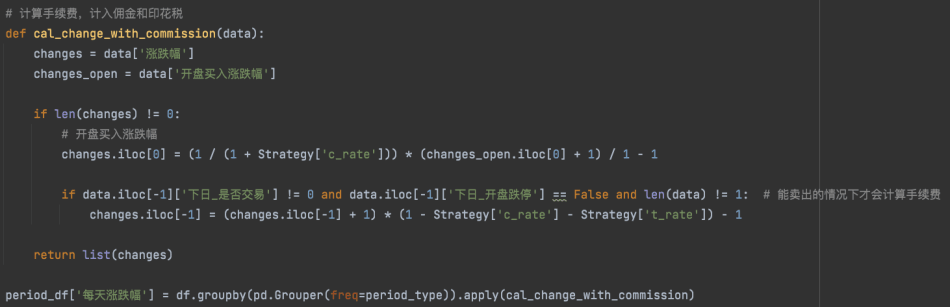 # 计算手续费，计入佣金和印花税
def cal_change_with_commission(data):
    changes = data['涨跌幅']
    changes_open = data['开盘买入涨跌幅']

    if len(changes) != 0:
        # 开盘买入涨跌幅
        changes.iloc[0] = (1 / (1 + Strategy['c_rate'])) * (changes_open.iloc[0] + 1) / 1 - 1

        if data.iloc[-1]['下日_是否交易'] != 0 and data.iloc[-1]['下日_开盘跌停'] == False and len(data) != 1:  # 能卖出的情况下才会计算手续费
            changes.iloc[-1] = (changes.iloc[-1] + 1) * (1 - Strategy['c_rate'] - Strategy['t_rate']) - 1

    return list(changes)

period_df['每天涨跌幅'] = df.groupby(pd.Grouper(freq=period_type)).apply(cal_change_with_commission)